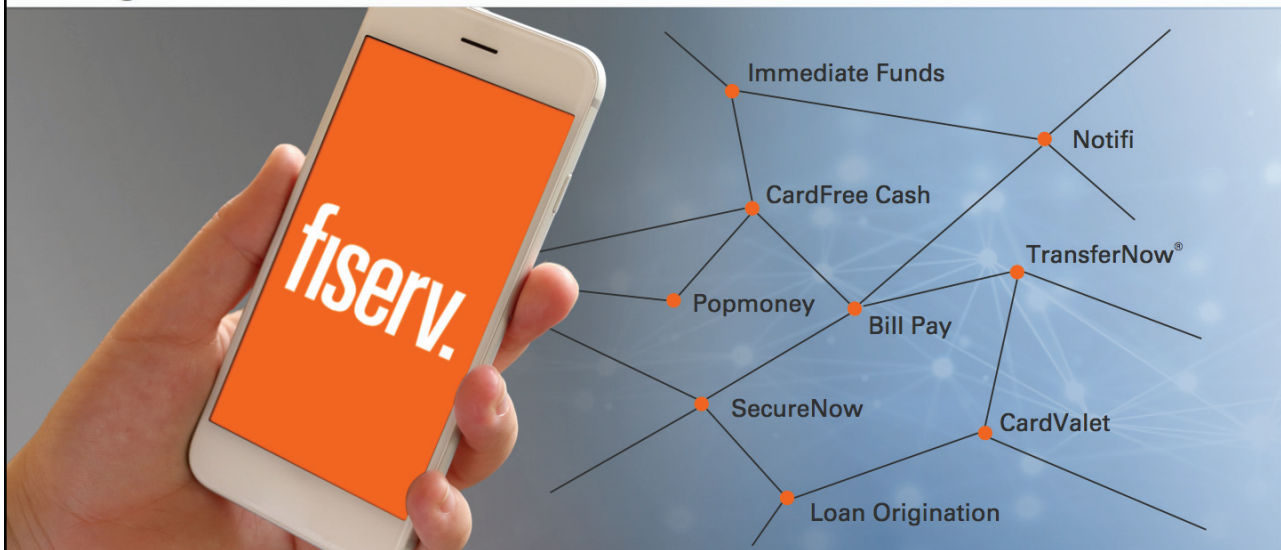 fiserv.
Immediate Funds
Notifi
CardFree Cash
TransferNow®
Popmoney
Bill Pay
SecureNow
CardValet
Loan Origination